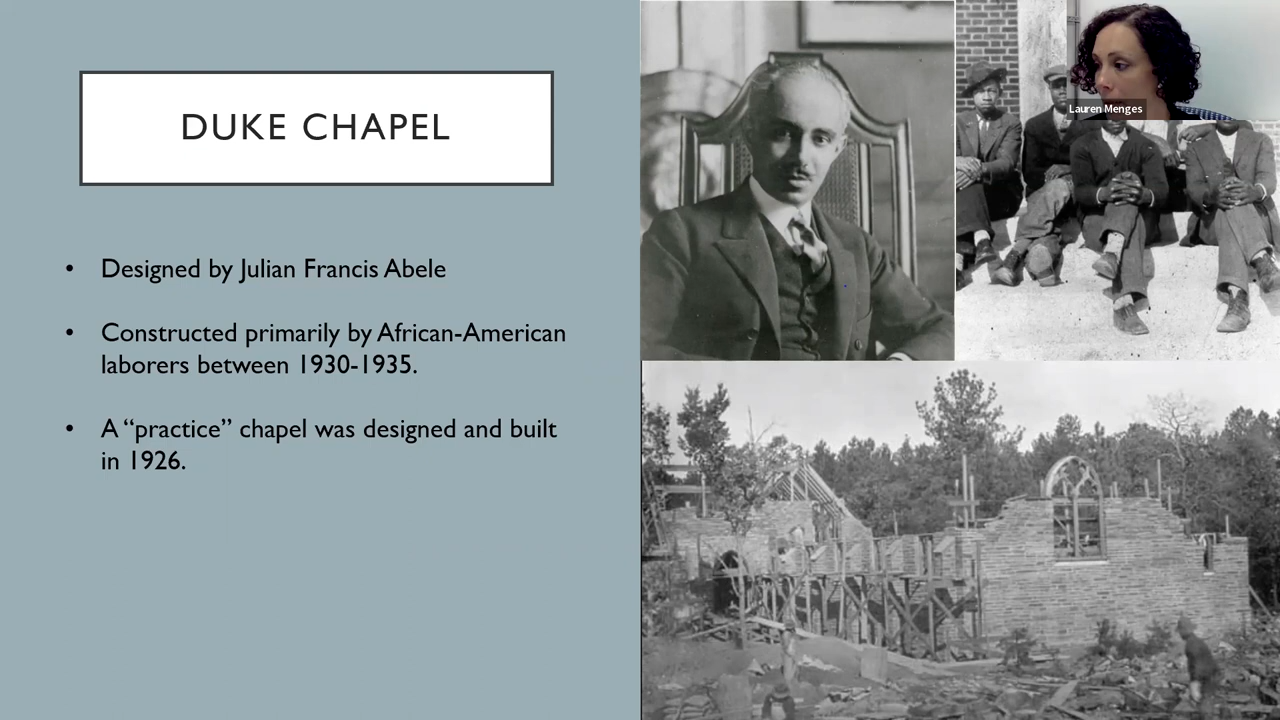 DUKE CHAPEL
• Designed by Julian Francis Abele
• Constructed primarily by African-American
laborers between 1930-1935.
• A “practice” chapel was designed and built
in 1926.
Lauren Menges